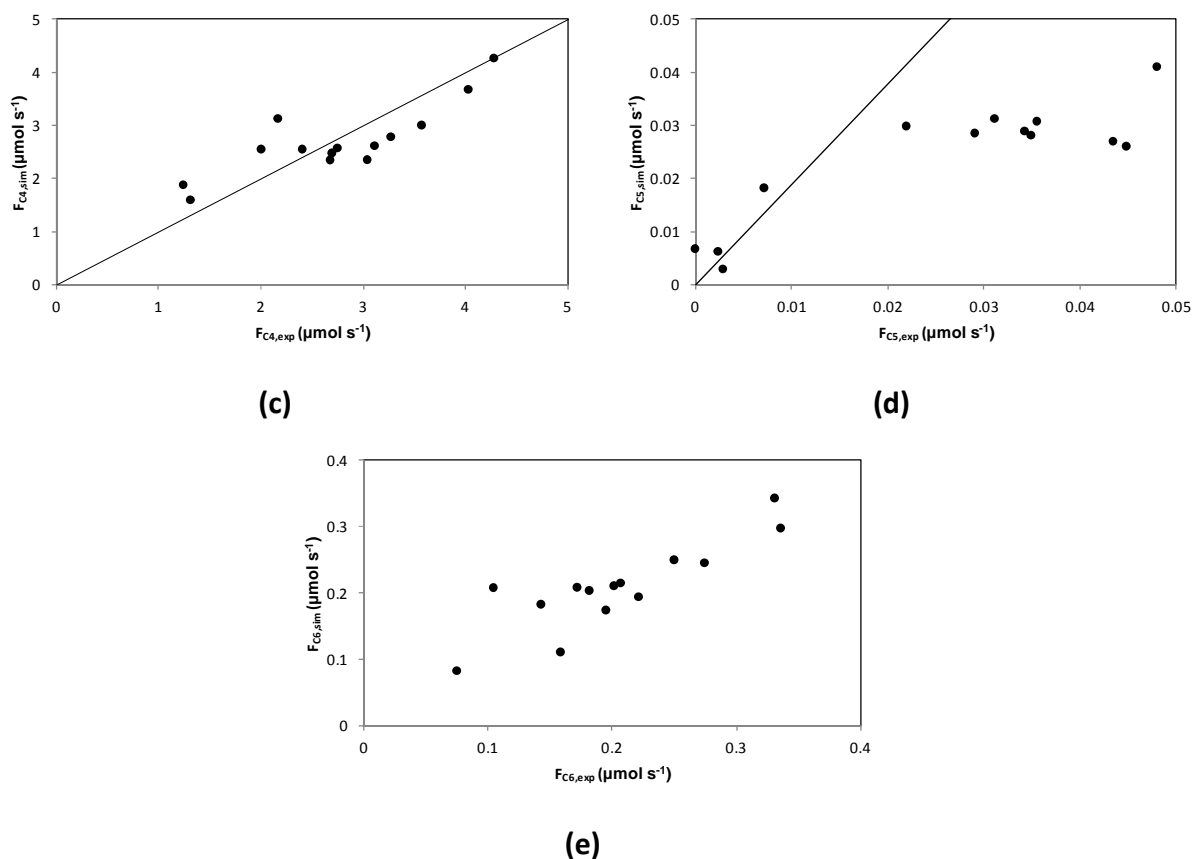 5
4
3
2
1
0
0 1 2 3 4 5
F_C4,sim (µmol s⁻¹)
F_C4,exp (µmol s⁻¹)
(c)
0.05
0.04
0.03
0.02
0.01
0
0 0.01 0.02 0.03 0.04 0.05
F_C5,sim (µmol s⁻¹)
F_C5,exp (µmol s⁻¹)
(d)
0.4
0.3
0.2
0.1
0
0 0.1 0.2 0.3 0.4
F_C6,sim (µmol s⁻¹)
F_C6,exp (µmol s⁻¹)
(e)